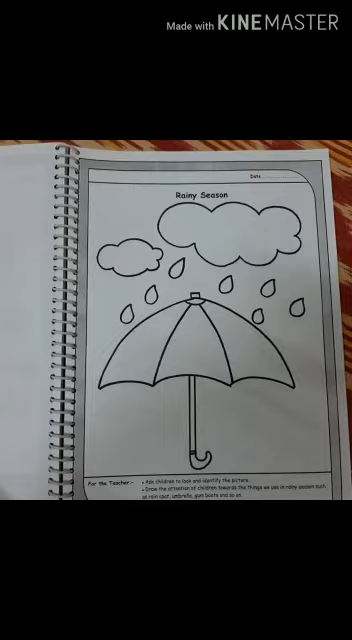 Made with KINEMASTER
Date
Rainy Season
For the Teacher:- • Ask children to look and identify the picture.
• Draw the attention of children towards the things we use in rainy season such
as rain coat, umbrella, gum boots and so on.